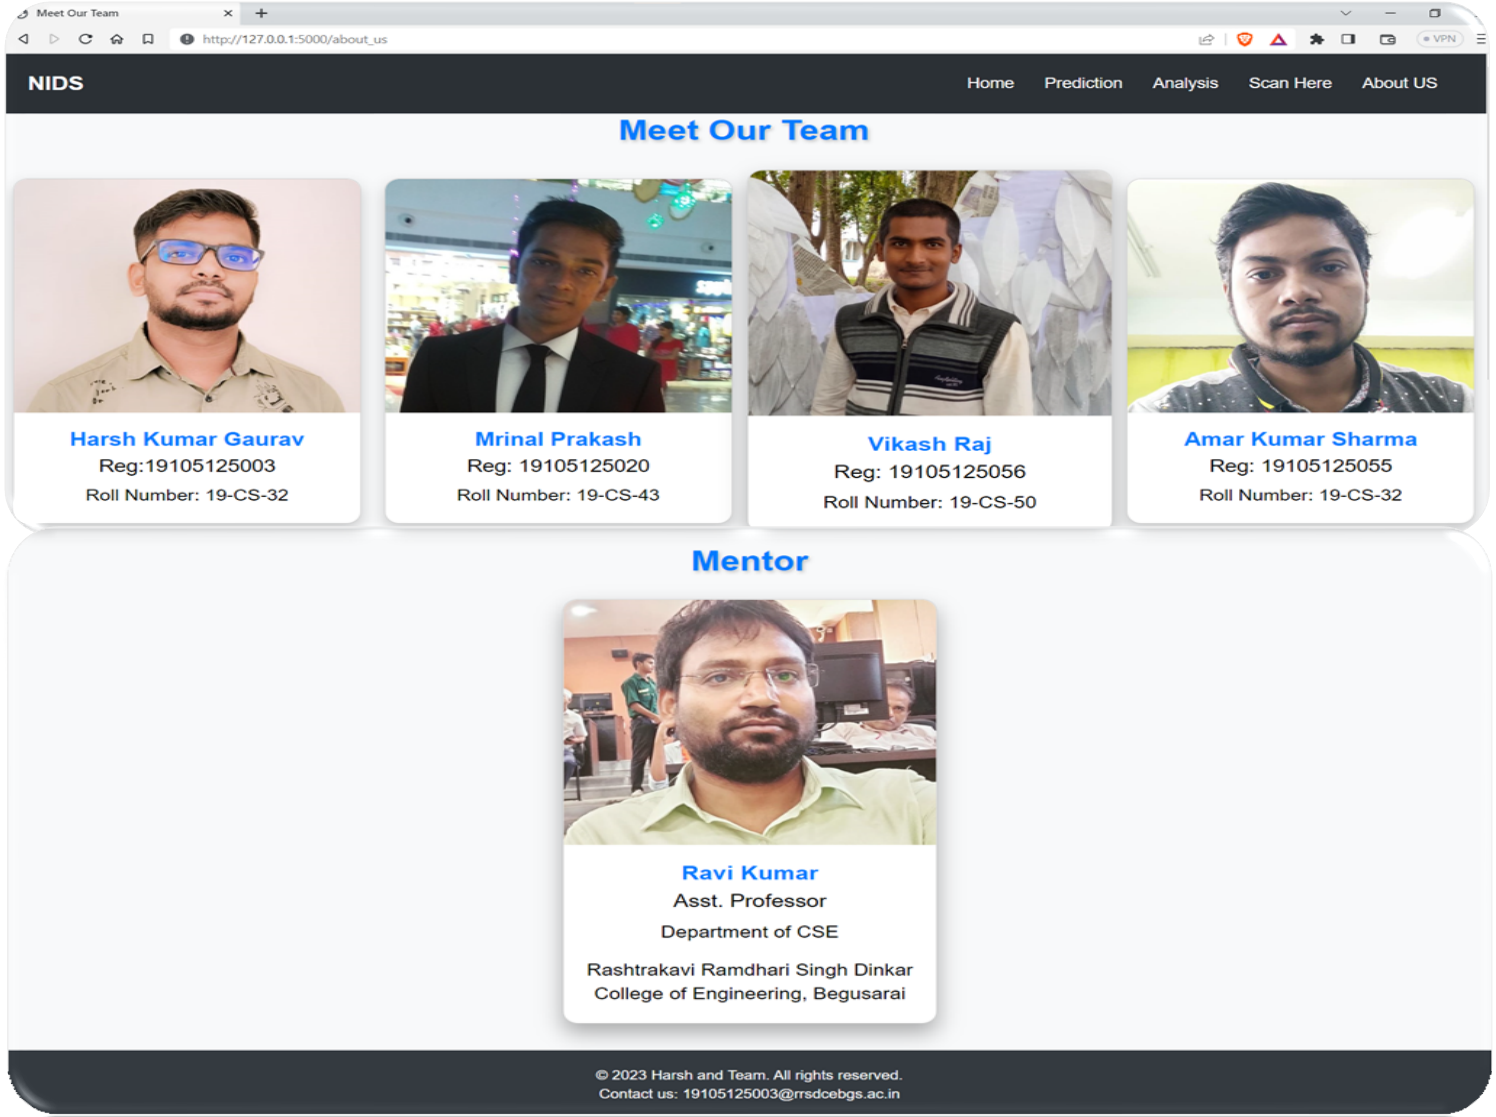 Meet Our Team
http://127.0.0.1:5000/about_us
VPN
NIDS
Home Prediction Analysis Scan Here About US
Meet Our Team
Harsh Kumar Gaurav
Reg:19105125003
Roll Number: 19-CS-32
Mrinal Prakash
Reg: 19105125020
Roll Number: 19-CS-43
Vikash Raj
Reg: 19105125056
Roll Number: 19-CS-50
Amar Kumar Sharma
Reg: 19105125055
Roll Number: 19-CS-32
Mentor
Ravi Kumar
Asst. Professor
Department of CSE
Rashtrakavi Ramdhari Singh Dinkar
College of Engineering, Begusarai
© 2023 Harsh and Team. All rights reserved.
Contact us: 19105125003@rrsdcebgs.ac.in